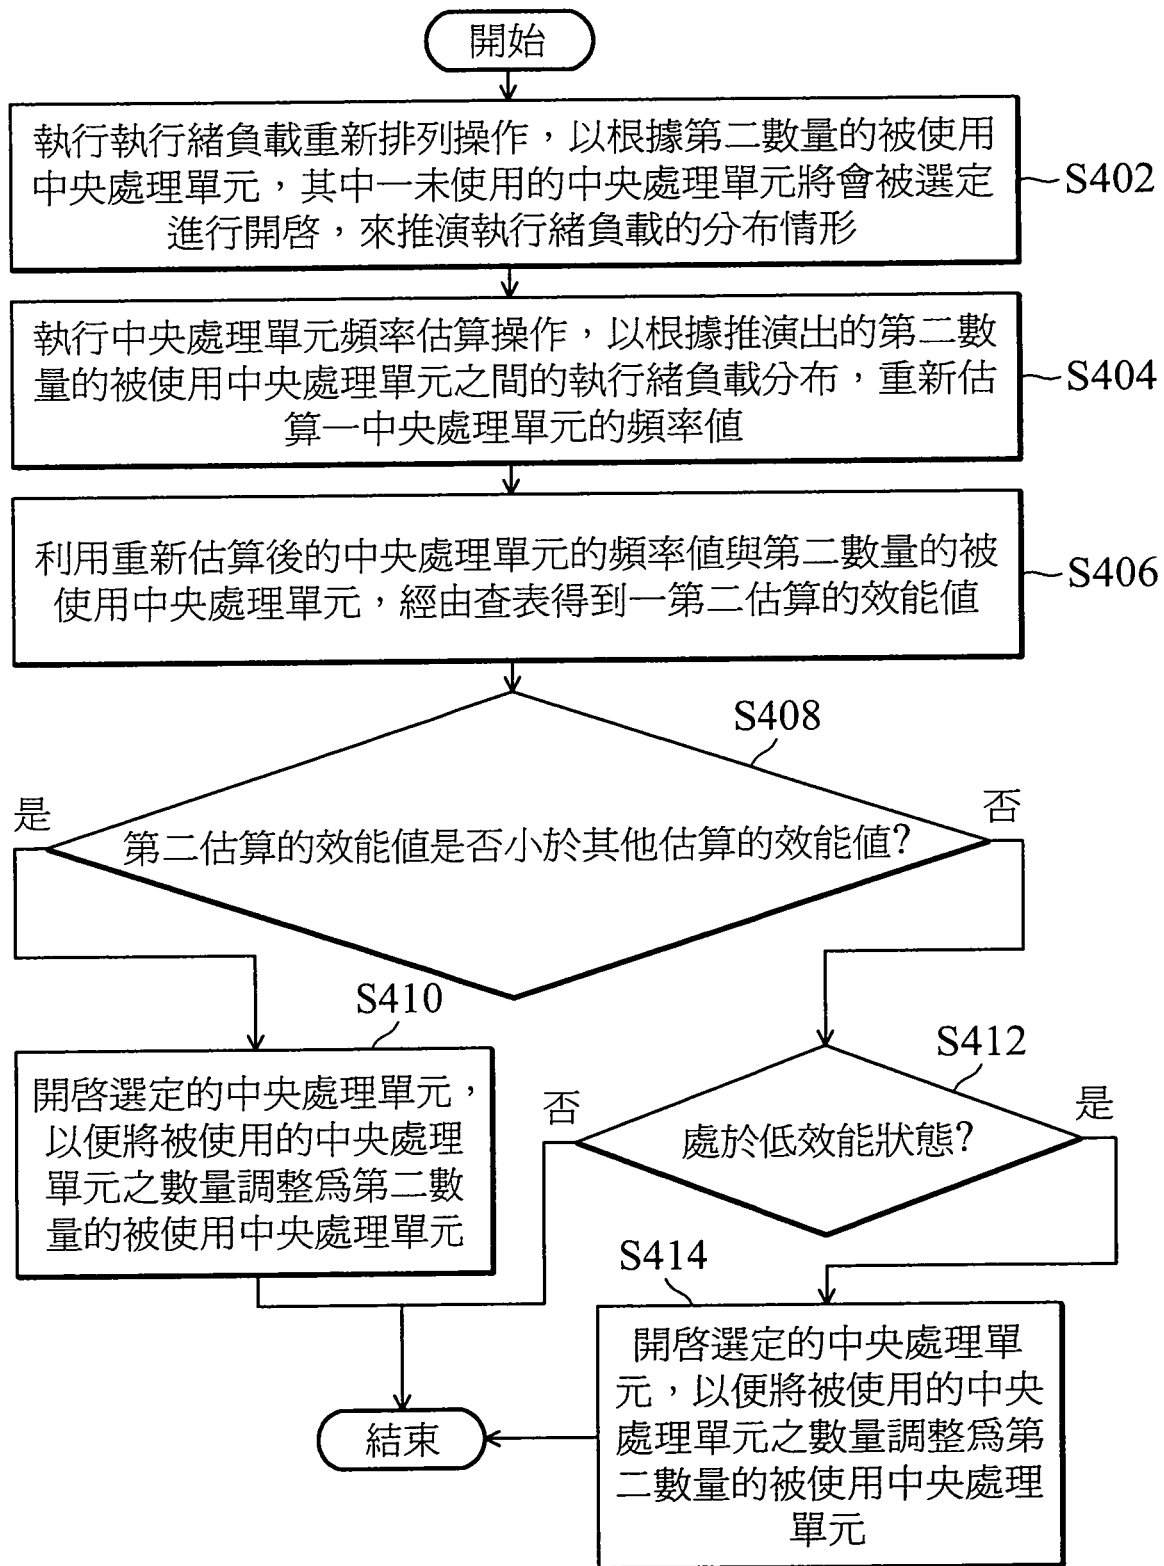 開始
執行執行緒負載重新排列操作，以根據第二數量的被使用
中央處理單元，其中一未使用的中央處理單元將會被選定
進行開啓，來推演執行緒負載的分布情形
S402
執行中央處理單元頻率估算操作，以根據推演出的第二數
量的被使用中央處理單元之間的執行緒負載分布，重新估
算一中央處理單元的頻率值
S404
利用重新估算後的中央處理單元的頻率值與第二數量的被
使用中央處理單元，經由查表得到一第二估算的效能值
S406
S408
是
否
第二估算的效能值是否小於其他估算的效能值?
S410
開啓選定的中央處理單元，
以便將被使用的中央處理
單元之數量調整爲第二數
量的被使用中央處理單元
S412
否
是
處於低效能狀態?
S414
開啓選定的中央處理單
元，以便將被使用的中央
處理單元之數量調整爲第
二數量的被使用中央處理
單元
結束